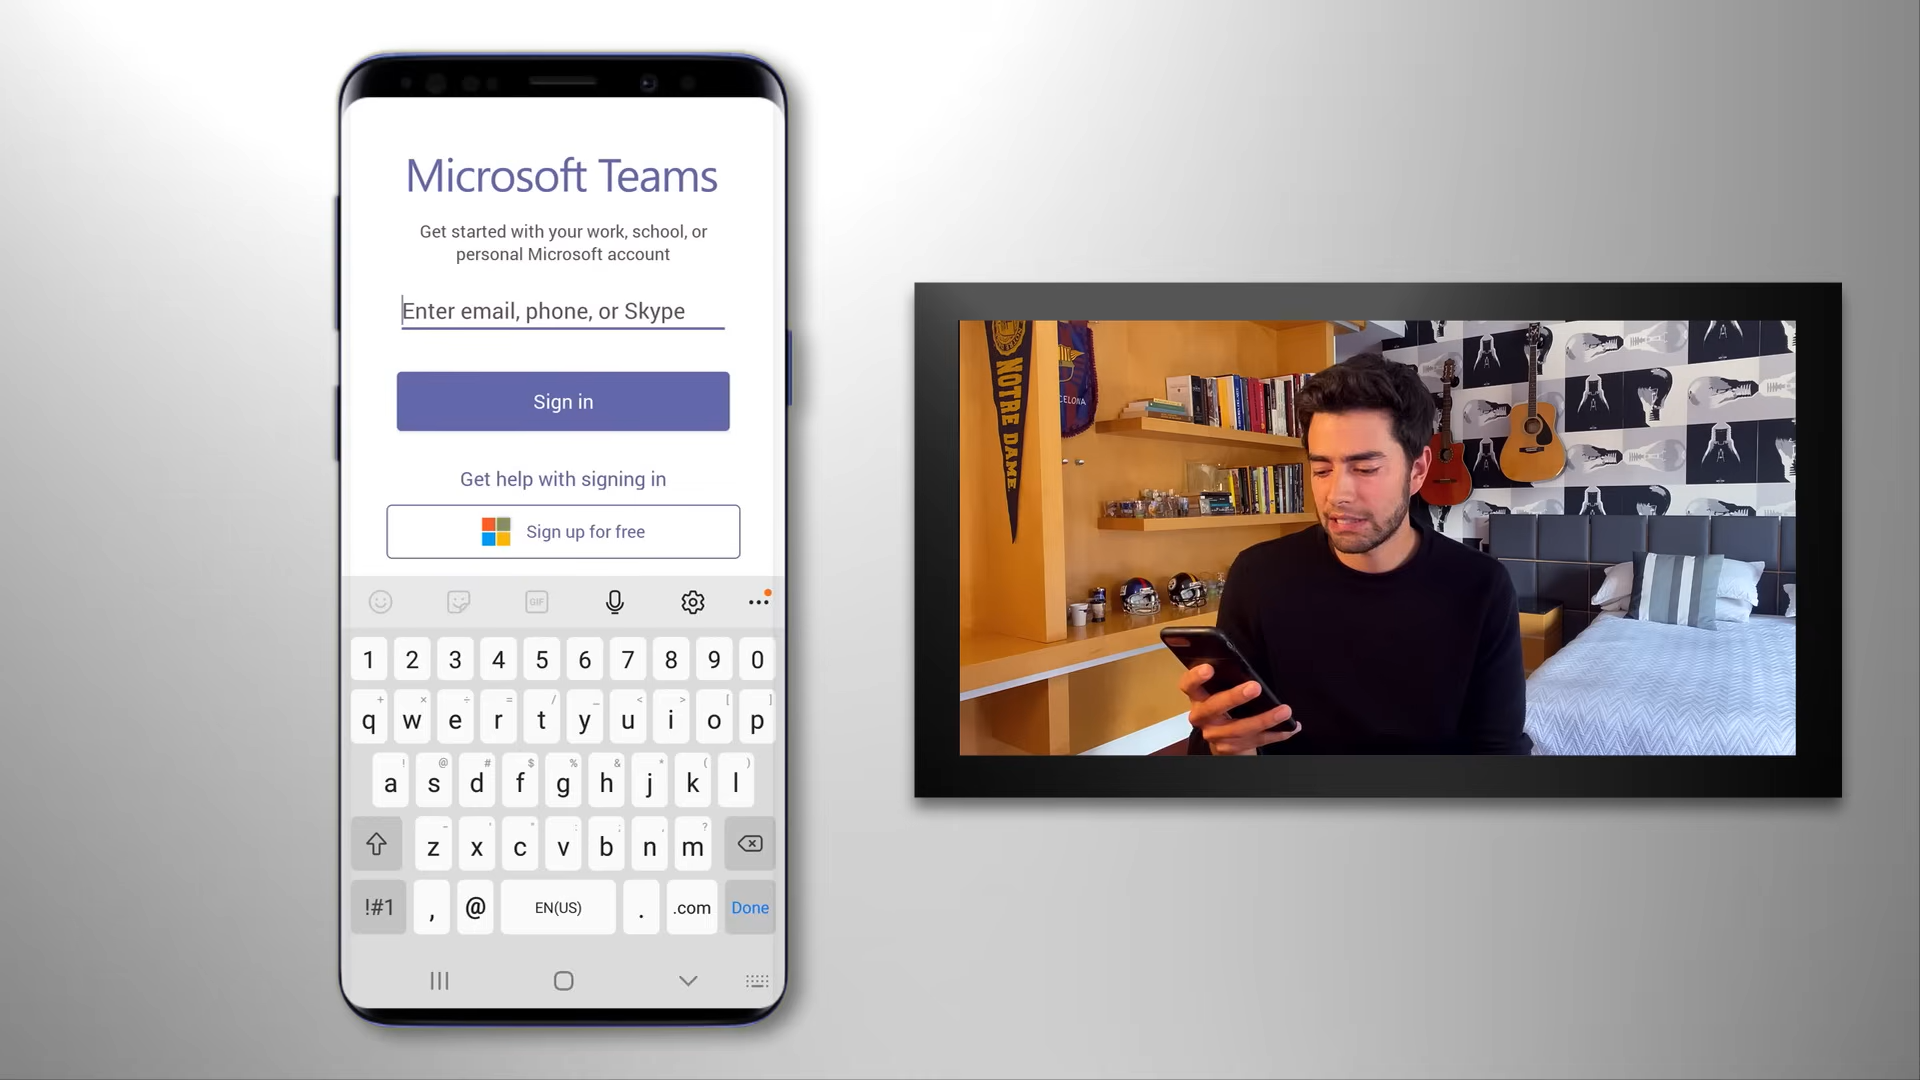 Microsoft Teams
Get started with your work, school, or
personal Microsoft account
Enter email, phone, or Skype
Sign in
Get help with signing in
Sign up for free
GIF
1 2 3 4 5 6 7 8 9 0
q w e r t y u i o p
a s d f g h j k l
z x c v b n m
!#1 , @ EN(US) . .com Done
NOTRE DAME
CELONA